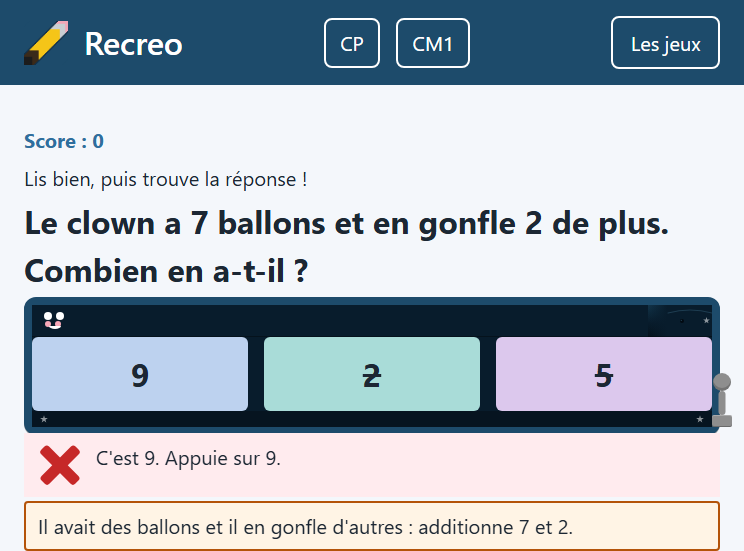 Recreo
CP
CM1
Les jeux
Score : 0
Lis bien, puis trouve la réponse !
Le clown a 7 ballons et en gonfle 2 de plus.
Combien en a-t-il ?
9
2
5
C'est 9. Appuie sur 9.
Il avait des ballons et il en gonfle d'autres : additionne 7 et 2.